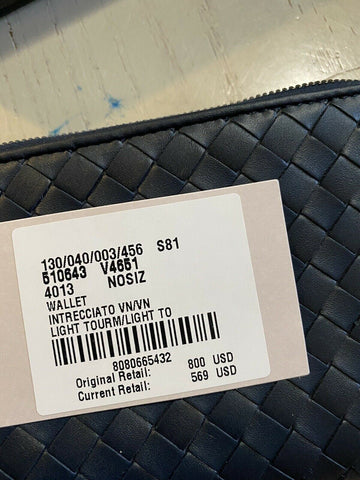 130/040/003/456 S81
510643 V4651
4013 NOSIZ
WALLET
INTRECCIATO VN/VN
LIGHT TOURM/LIGHT TO
8080665432
Original Retail: 800 USD
Current Retail: 569 USD